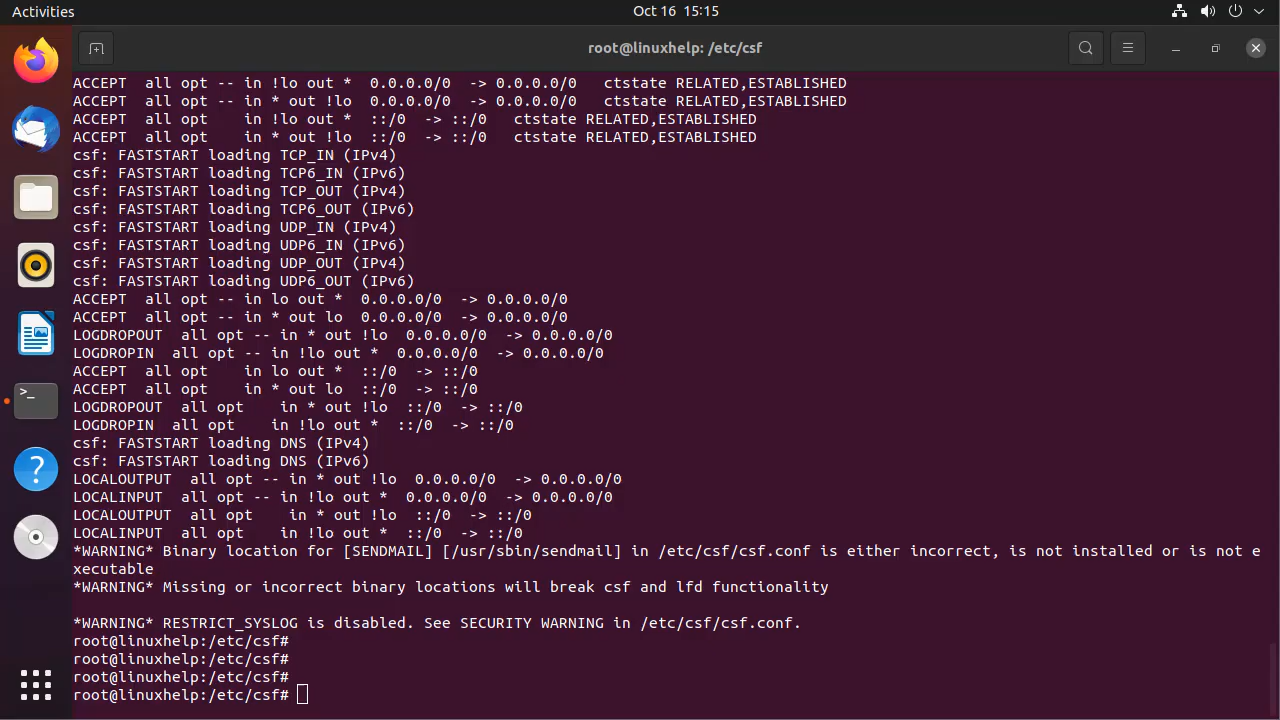 Activities
Oct 16 15:15
root@linuxhelp: /etc/csf
ACCEPT  all opt -- in !lo out *  0.0.0.0/0  -> 0.0.0.0/0   ctstate RELATED,ESTABLISHED
ACCEPT  all opt -- in * out !lo  0.0.0.0/0  -> 0.0.0.0/0   ctstate RELATED,ESTABLISHED
ACCEPT  all opt    in !lo out *  ::/0  -> ::/0   ctstate RELATED,ESTABLISHED
ACCEPT  all opt    in * out !lo  ::/0  -> ::/0   ctstate RELATED,ESTABLISHED
csf: FASTSTART loading TCP_IN (IPv4)
csf: FASTSTART loading TCP6_IN (IPv6)
csf: FASTSTART loading TCP_OUT (IPv4)
csf: FASTSTART loading TCP6_OUT (IPv6)
csf: FASTSTART loading UDP_IN (IPv4)
csf: FASTSTART loading UDP6_IN (IPv6)
csf: FASTSTART loading UDP_OUT (IPv4)
csf: FASTSTART loading UDP6_OUT (IPv6)
ACCEPT  all opt -- in lo out *  0.0.0.0/0  -> 0.0.0.0/0
ACCEPT  all opt -- in * out lo  0.0.0.0/0  -> 0.0.0.0/0
LOGDROPOUT  all opt -- in * out !lo  0.0.0.0/0  -> 0.0.0.0/0
LOGDROPIN  all opt -- in !lo out *  0.0.0.0/0  -> 0.0.0.0/0
ACCEPT  all opt    in lo out *  ::/0  -> ::/0
ACCEPT  all opt    in * out lo  ::/0  -> ::/0
LOGDROPOUT  all opt    in * out !lo  ::/0  -> ::/0
LOGDROPIN  all opt    in !lo out *  ::/0  -> ::/0
csf: FASTSTART loading DNS (IPv4)
csf: FASTSTART loading DNS (IPv6)
LOCALOUTPUT  all opt -- in * out !lo  0.0.0.0/0  -> 0.0.0.0/0
LOCALINPUT  all opt -- in !lo out *  0.0.0.0/0  -> 0.0.0.0/0
LOCALOUTPUT  all opt    in * out !lo  ::/0  -> ::/0
LOCALINPUT  all opt    in !lo out *  ::/0  -> ::/0
*WARNING* Binary location for [SENDMAIL] [/usr/sbin/sendmail] in /etc/csf/csf.conf is either incorrect, is not installed or is not e
xecutable
*WARNING* Missing or incorrect binary locations will break csf and lfd functionality
*WARNING* RESTRICT_SYSLOG is disabled. See SECURITY WARNING in /etc/csf/csf.conf.
root@linuxhelp:/etc/csf#
root@linuxhelp:/etc/csf#
root@linuxhelp:/etc/csf#
root@linuxhelp:/etc/csf#